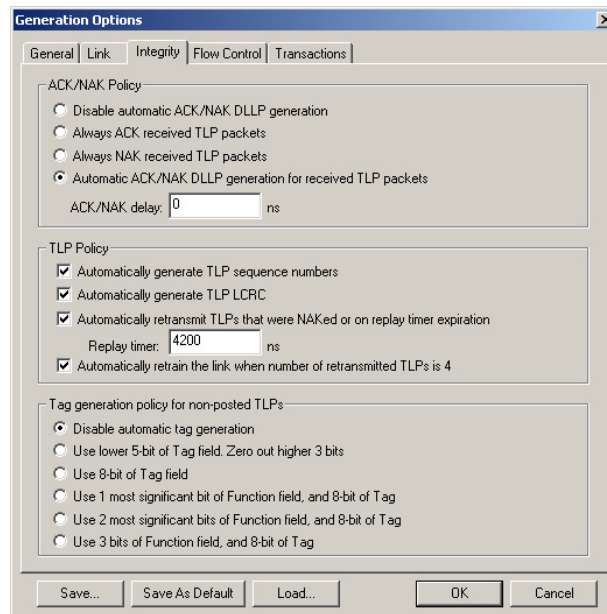 Generation Options
General Link Integrity Flow Control Transactions
ACK/NAK Policy
Disable automatic ACK/NAK DLLP generation
Always ACK received TLP packets
Always NAK received TLP packets
Automatic ACK/NAK DLLP generation for received TLP packets
ACK/NAK delay: 0 ns
TLP Policy
Automatically generate TLP sequence numbers
Automatically generate TLP LCRC
Automatically retransmit TLPs that were NAKed or on replay timer expiration
Replay timer: 4200 ns
Automatically retrain the link when number of retransmitted TLPs is 4
Tag generation policy for non-posted TLPs
Disable automatic tag generation
Use lower 5-bit of Tag field. Zero out higher 3 bits
Use 8-bit of Tag field
Use 1 most significant bit of Function field, and 8-bit of Tag
Use 2 most significant bits of Function field, and 8-bit of Tag
Use 3 bits of Function field, and 8-bit of Tag
Save... Save As Default Load... OK Cancel